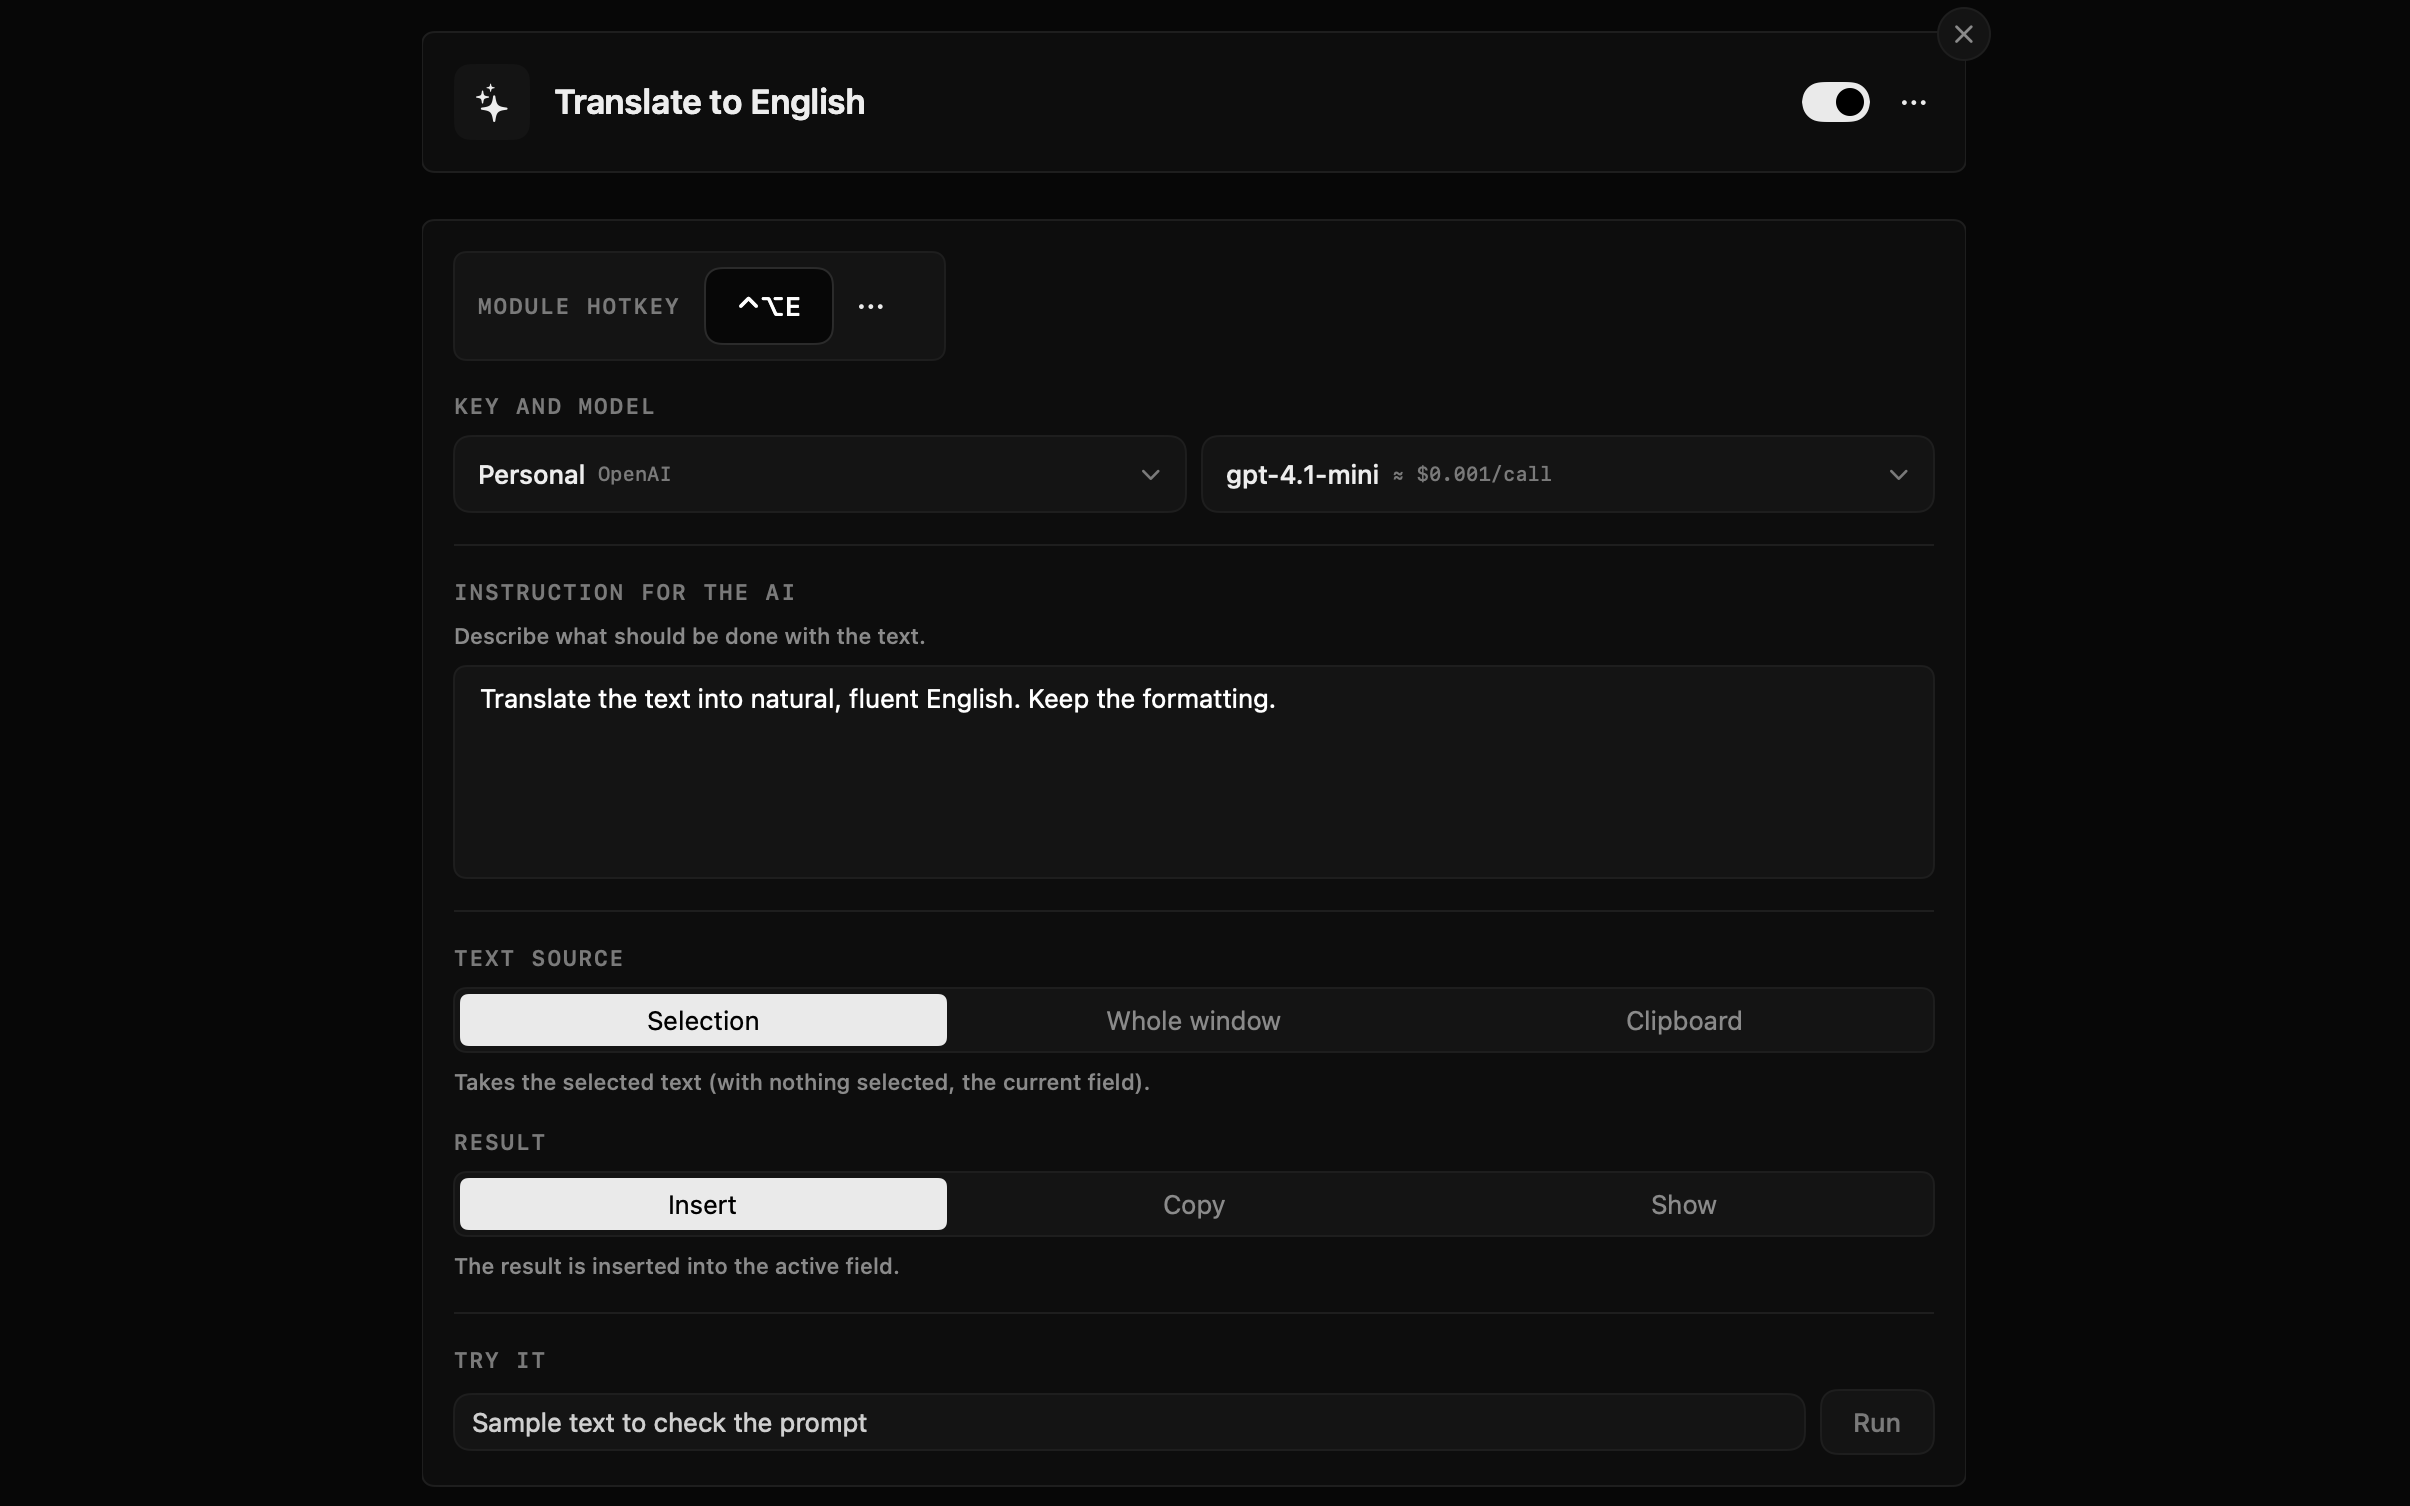 Translate to English
MODULE HOTKEY ⌃⌥E
KEY AND MODEL
Personal OpenAI
gpt-4.1-mini ≈ $0.001/call
INSTRUCTION FOR THE AI
Describe what should be done with the text.
Translate the text into natural, fluent English. Keep the formatting.
TEXT SOURCE
Selection Whole window Clipboard
Takes the selected text (with nothing selected, the current field).
RESULT
Insert Copy Show
The result is inserted into the active field.
TRY IT
Sample text to check the prompt
Run